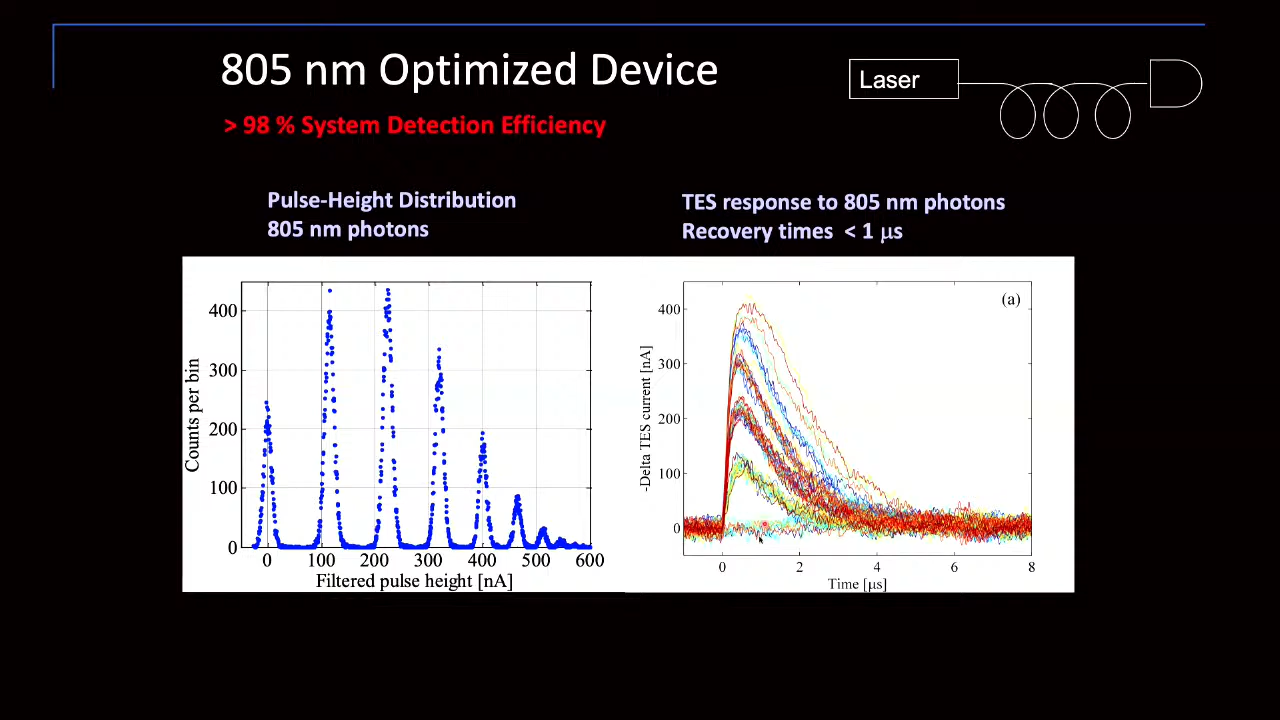 805 nm Optimized Device
Laser
> 98 % System Detection Efficiency
Pulse-Height Distribution
805 nm photons
TES response to 805 nm photons
Recovery times < 1 μs
400
300
200
100
0
Counts per bin
0 100 200 300 400 500 600
Filtered pulse height [nA]
(a)
400
300
200
100
0
-Delta TES current [nA]
0 2 4 6 8
Time [μs]